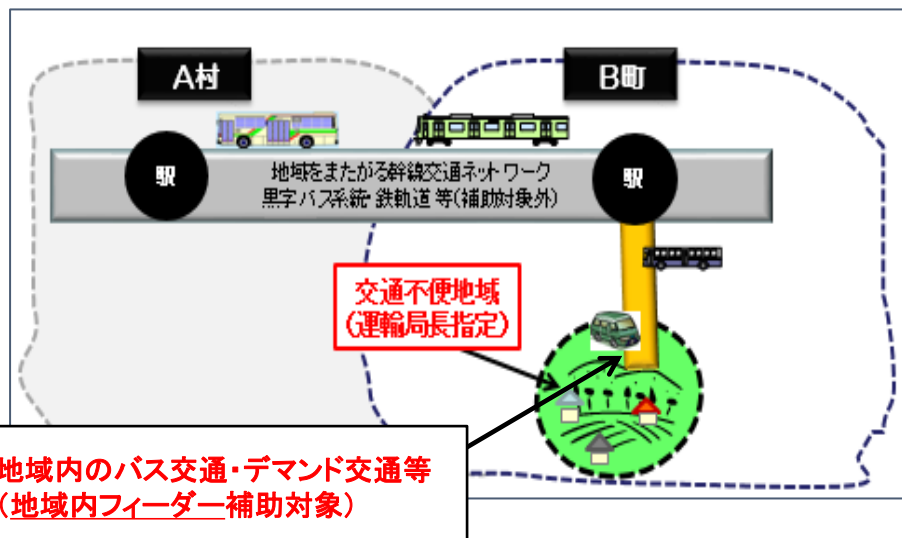 A村
B町
駅
駅
地域をまたがる幹線交通ネットワーク
黒字バス系統・鉄軌道等(補助対象外)
交通不便地域
(運輸局長指定)
地域内のバス交通・デマンド交通等
(地域内フィーダー補助対象)